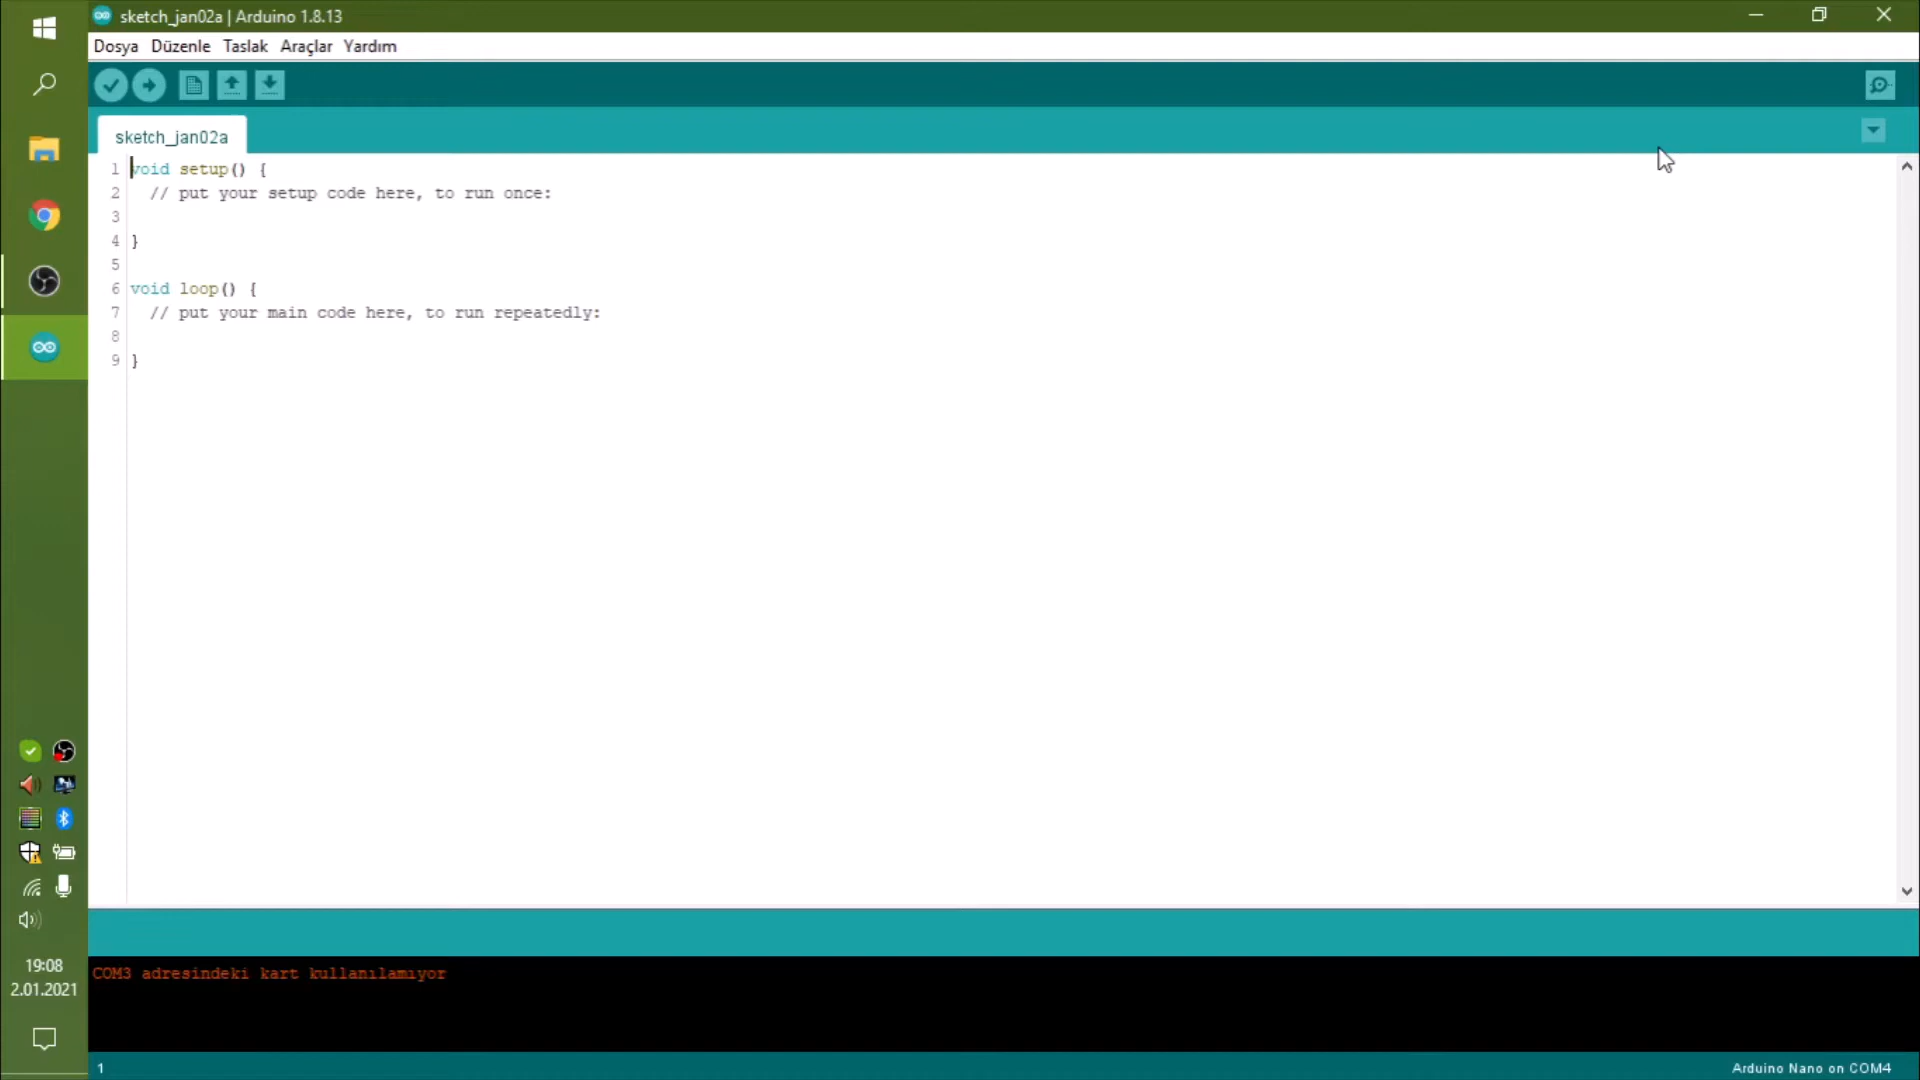 sketch_jan02a | Arduino 1.8.13
Dosya Düzenle Taslak Araçlar Yardım
sketch_jan02a
1 void setup() {
2 // put your setup code here, to run once:
3
4 }
5
6 void loop() {
7 // put your main code here, to run repeatedly:
8
9 }
19:08
2.01.2021
COM3 adresindeki kart kullanılamıyor
1
Arduino Nano on COM4